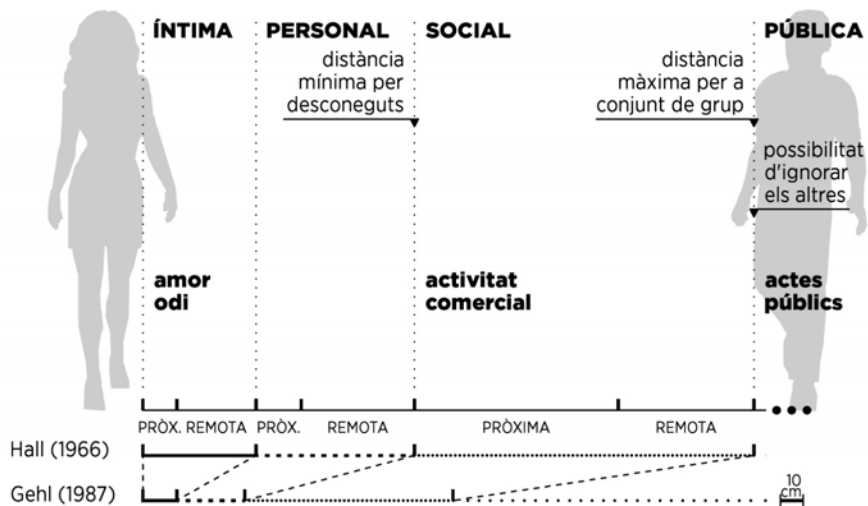 ÍNTIMA
PERSONAL
SOCIAL
PÚBLICA
distància
mínima per
desconeguts
distància
màxima per a
conjunt de grup
possibilitat
d'ignorar
els altres
amor
odi
activitat
comercial
actes
públics
PRÒX. REMOTA PRÒX. REMOTA PRÒXIMA REMOTA
Hall (1966)
Gehl (1987)
10
cm